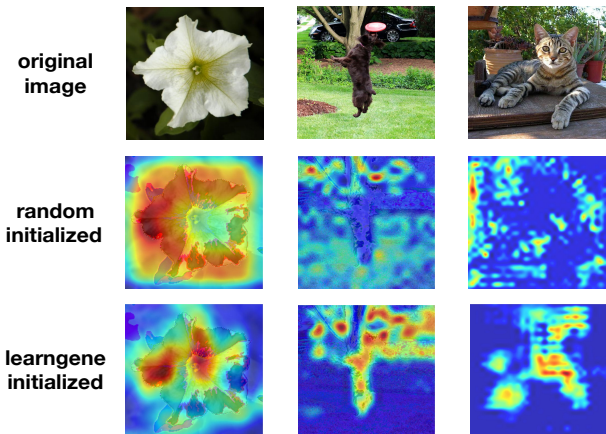 original
image
random
initialized
learngene
initialized